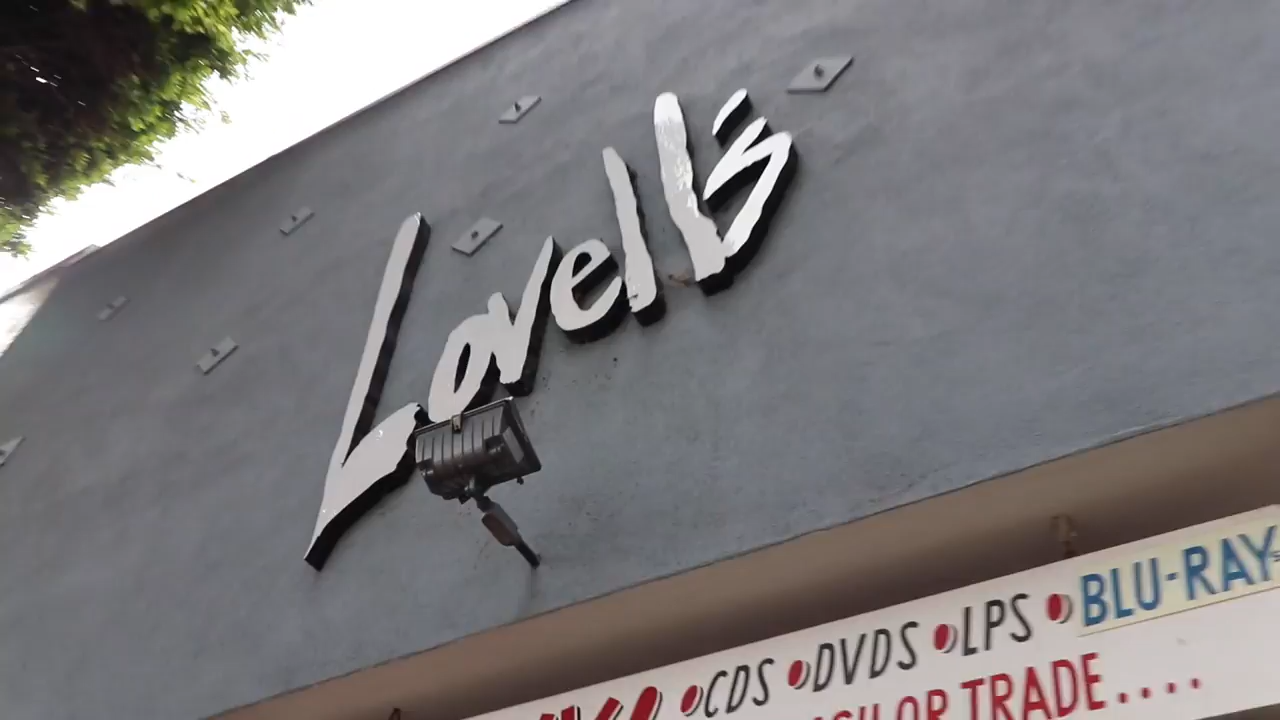 Lovell's
•CDS •DVDS •LPS •BLU-RAY
OR TRADE....